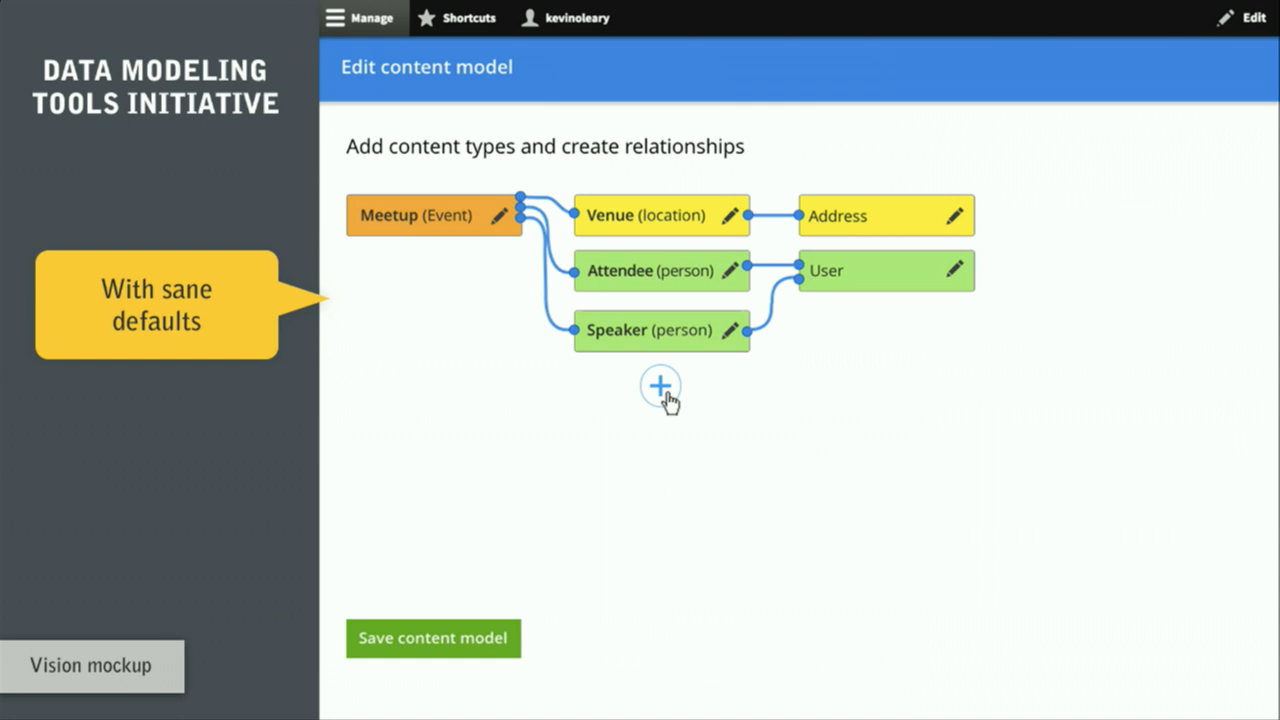 DATA MODELING
TOOLS INITIATIVE
With sane
defaults
Vision mockup
Manage
Shortcuts
kevinoleary
Edit
Edit content model
Add content types and create relationships
Meetup (Event)
Venue (location)
Address
Attendee (person)
User
Speaker (person)
Save content model